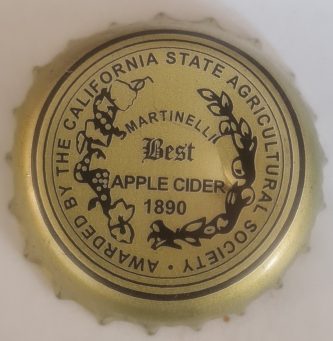 AWARDED BY THE CALIFORNIA STATE AGRICULTURAL SOCIETY •
S. MARTINELLI
Best
APPLE CIDER
1890